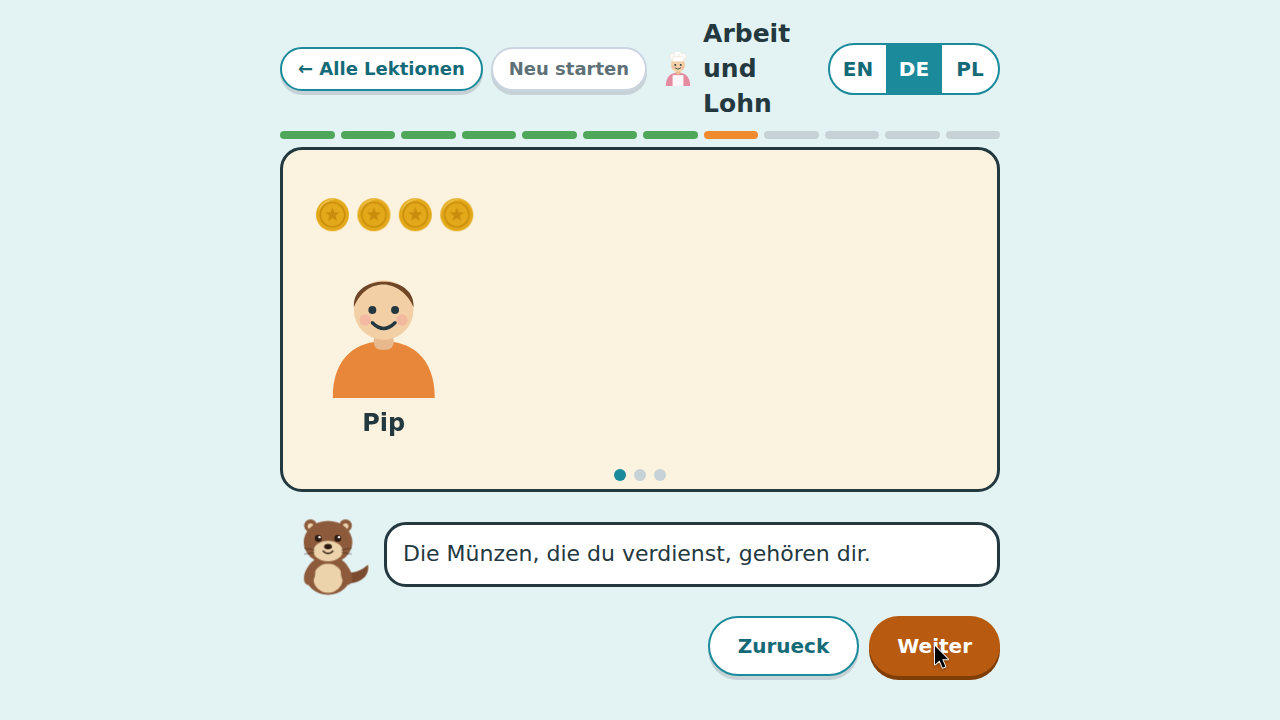 ← Alle Lektionen
Neu starten
Arbeit
und
Lohn
EN DE PL
Pip
Die Münzen, die du verdienst, gehören dir.
Zurueck
Weiter